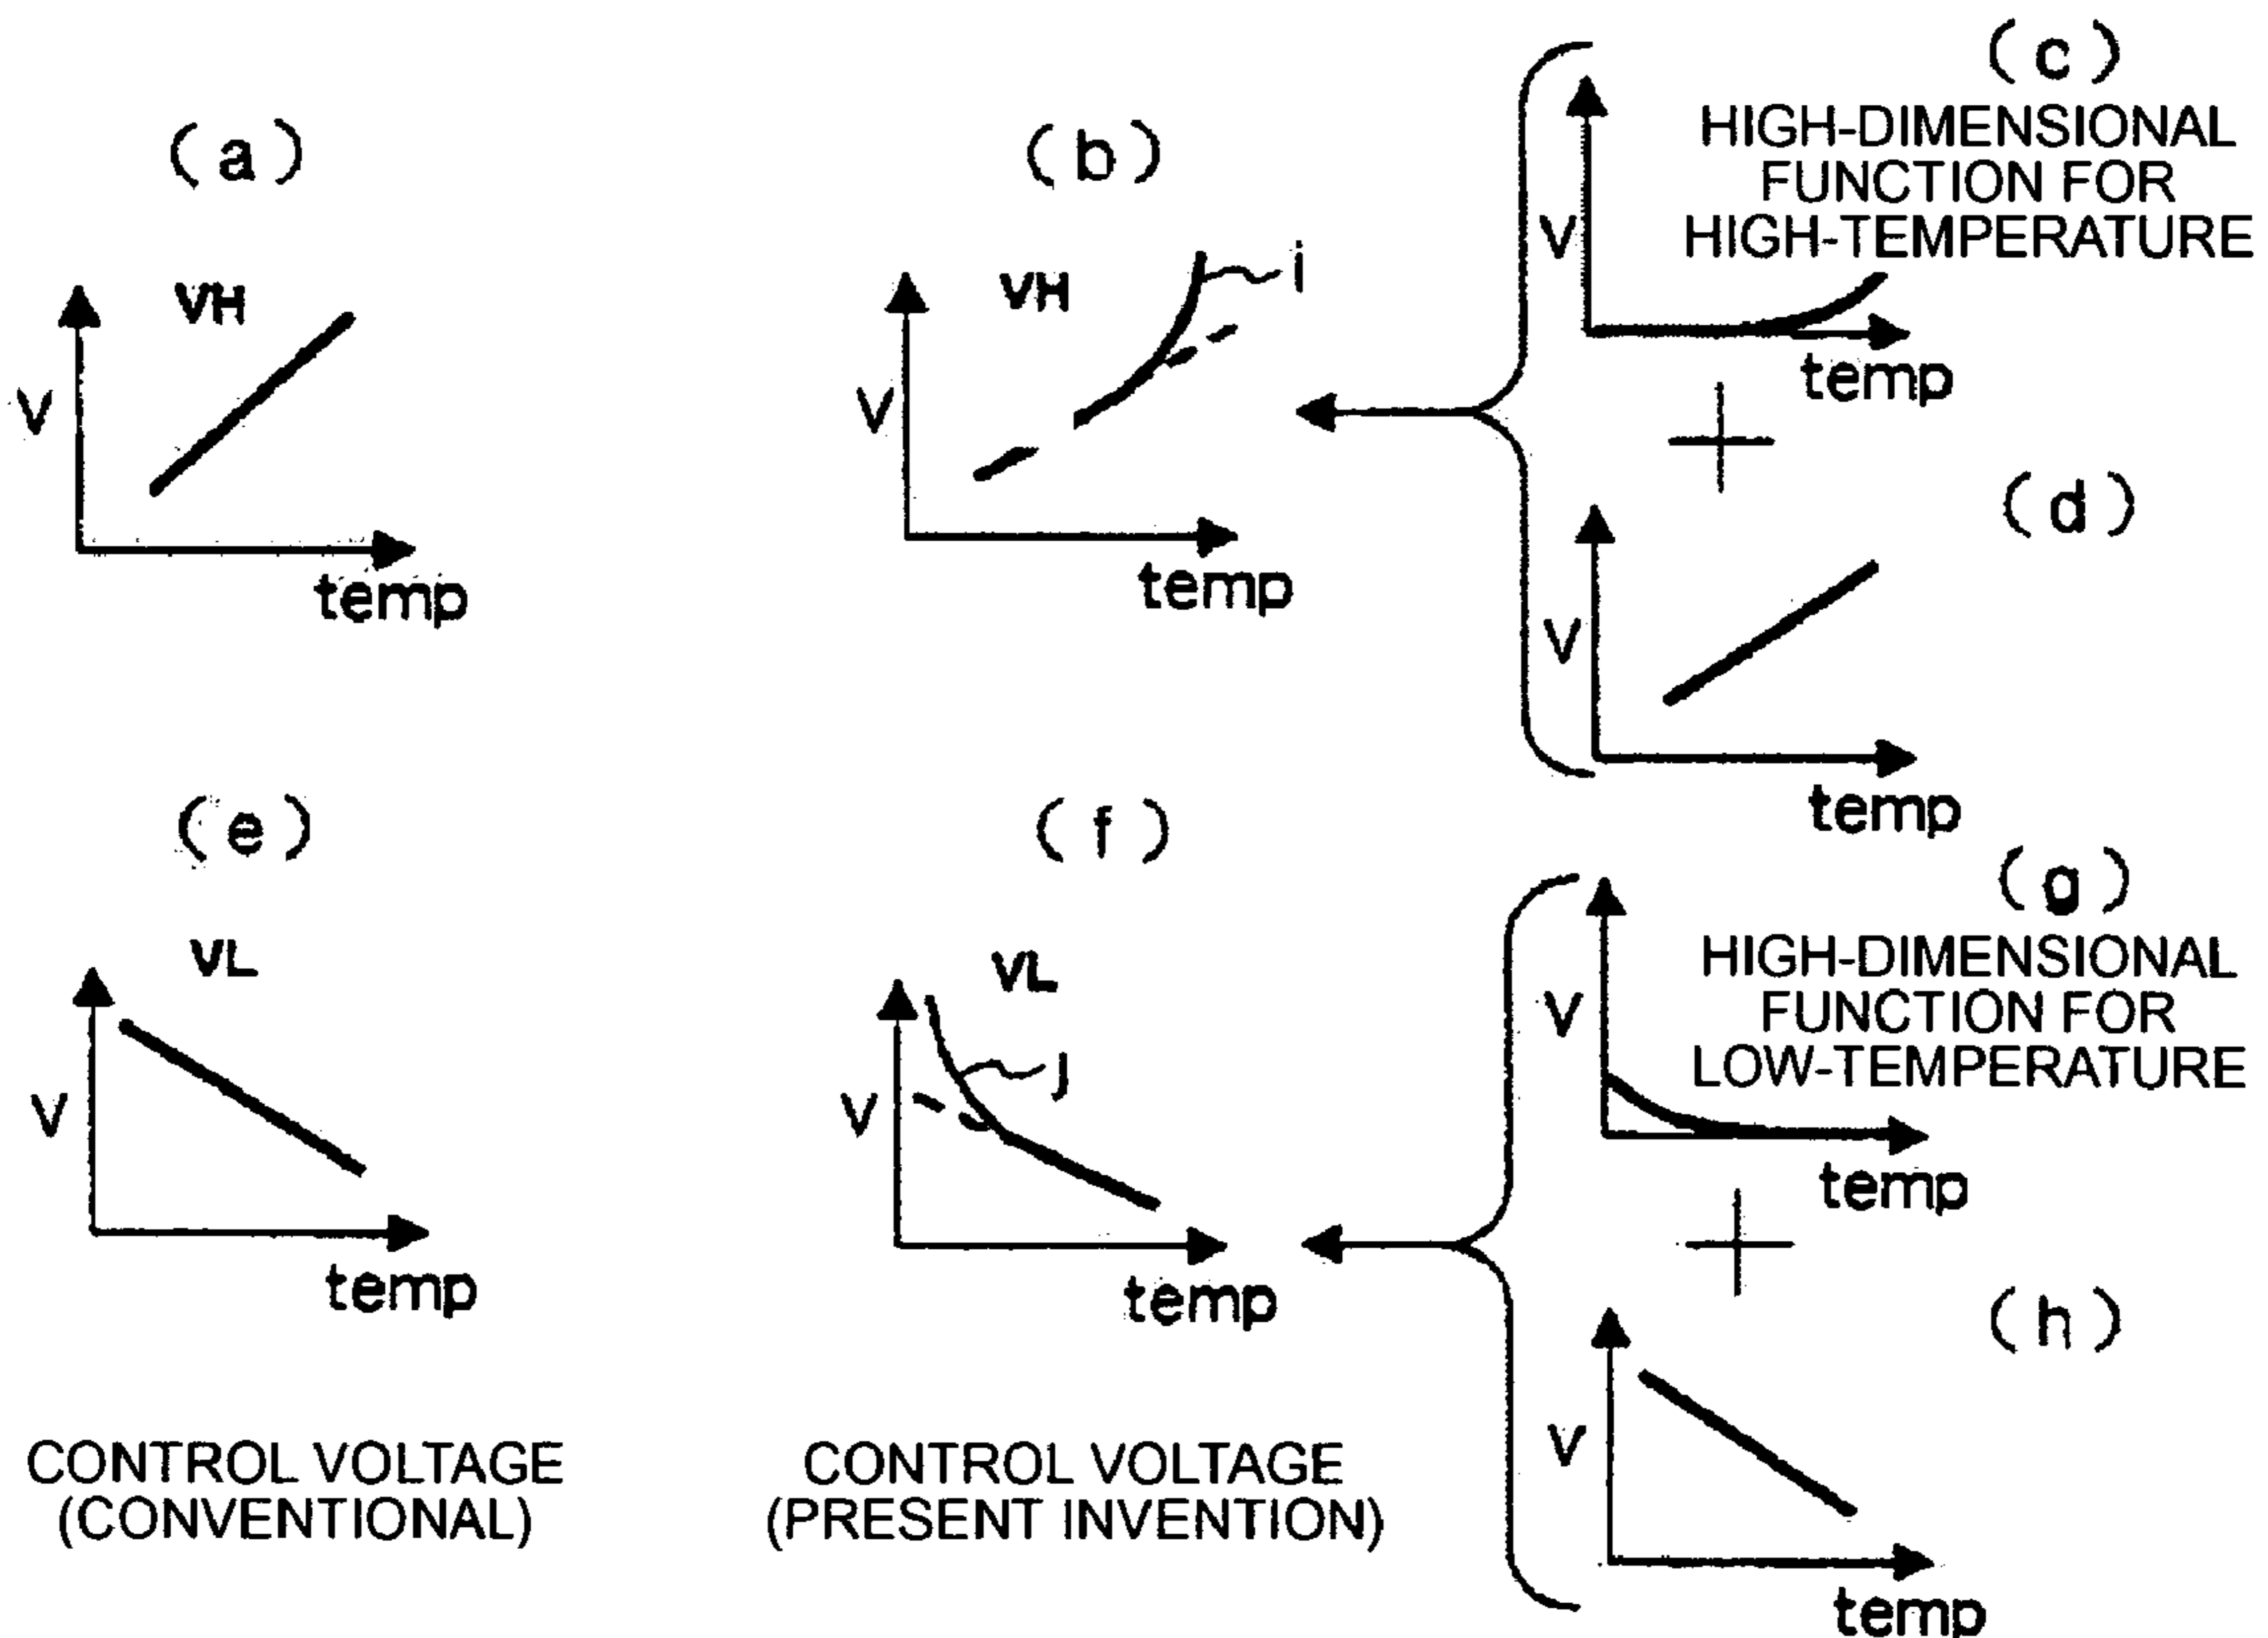 (a)
VH
V
temp
(b)
VH
i
V
temp
(c)
HIGH-DIMENSIONAL
FUNCTION FOR
HIGH-TEMPERATURE
V
temp
+
(d)
V
temp
(e)
VL
V
temp
(f)
VL
j
V
temp
(g)
HIGH-DIMENSIONAL
FUNCTION FOR
LOW-TEMPERATURE
V
temp
+
(h)
V
temp
CONTROL VOLTAGE
(CONVENTIONAL)
CONTROL VOLTAGE
(PRESENT INVENTION)